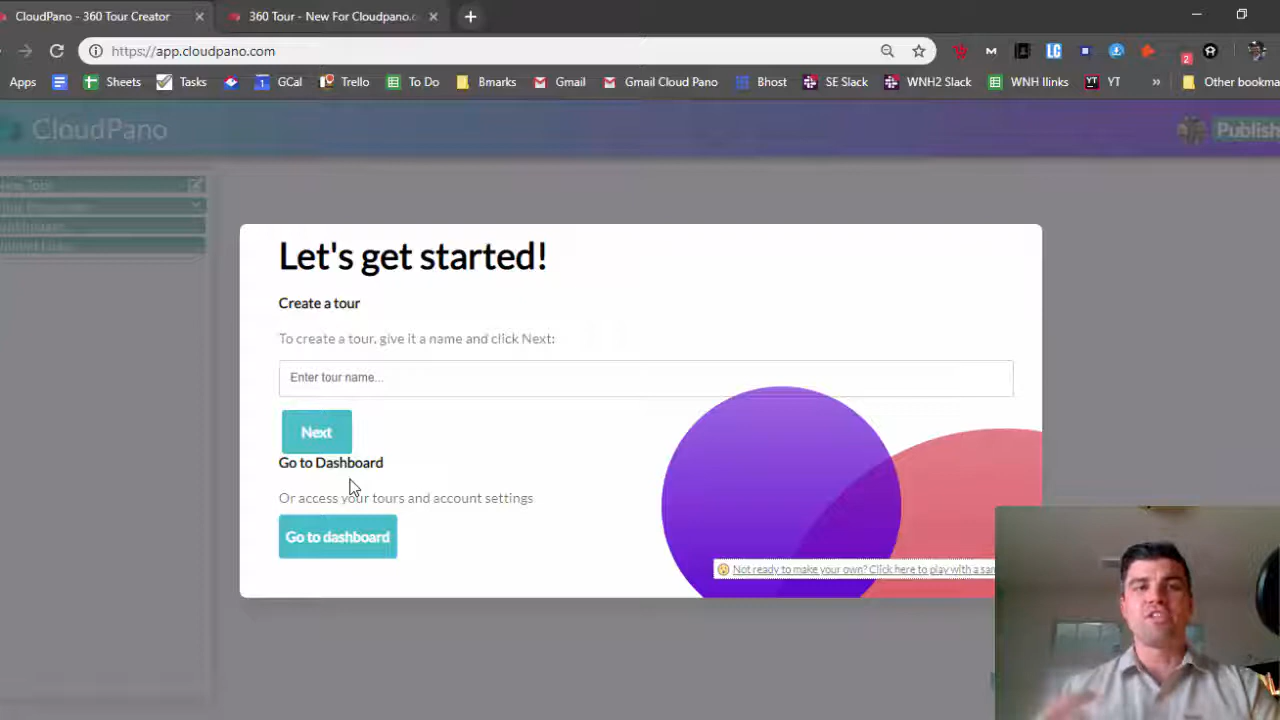 CloudPano - 360 Tour Creator
360 Tour - New For Cloudpano.c
https://app.cloudpano.com
Apps Sheets Tasks GCal Trello To Do Bmarks Gmail Gmail Cloud Pano Bhost SE Slack WNH2 Slack WNH llinks YT » Other bookma
CloudPano
Publish
New Tour
Let's get started!
Create a tour
To create a tour, give it a name and click Next:
Enter tour name...
Next
Go to Dashboard
Or access your tours and account settings
Go to dashboard
Not ready to make your own? Click here to play with a sam